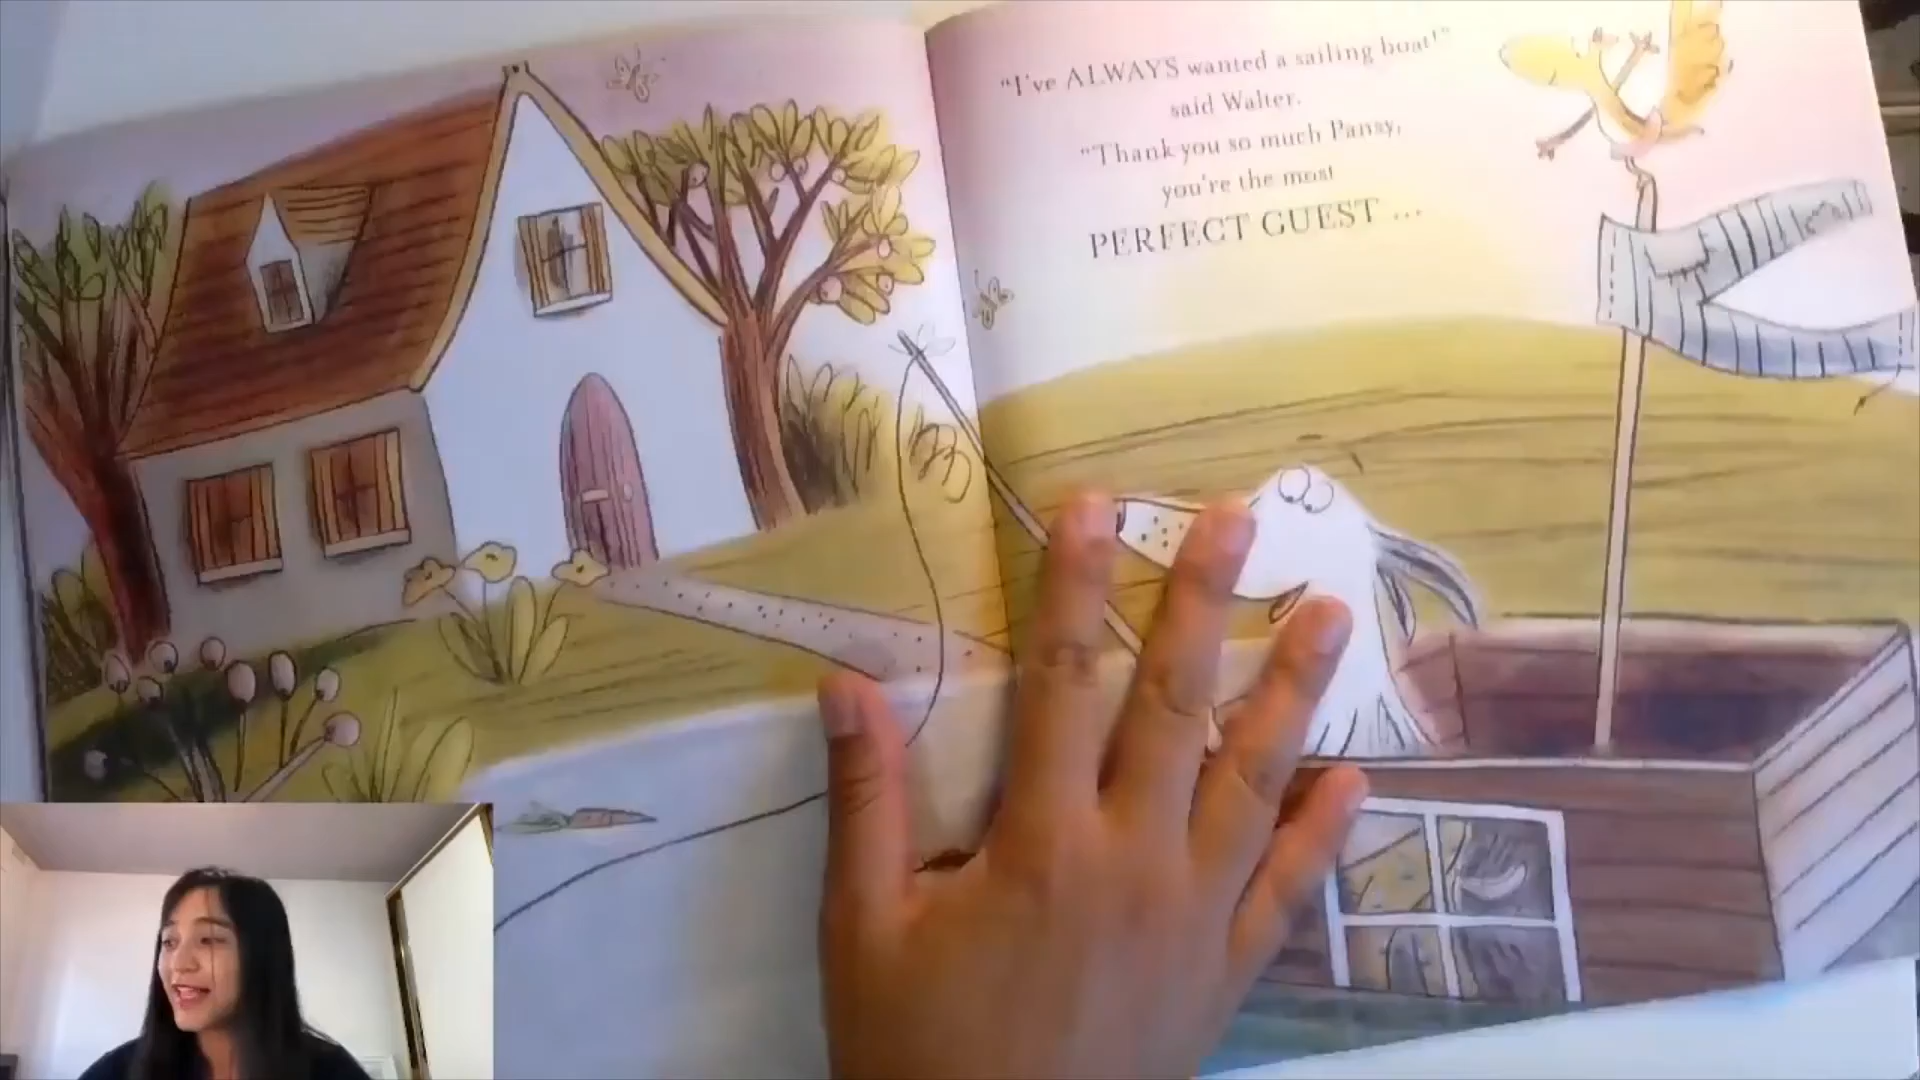 "I've ALWAYS wanted a sailing boat!"
said Walter.
"Thank you so much Pansy,
you're the most
PERFECT GUEST ...